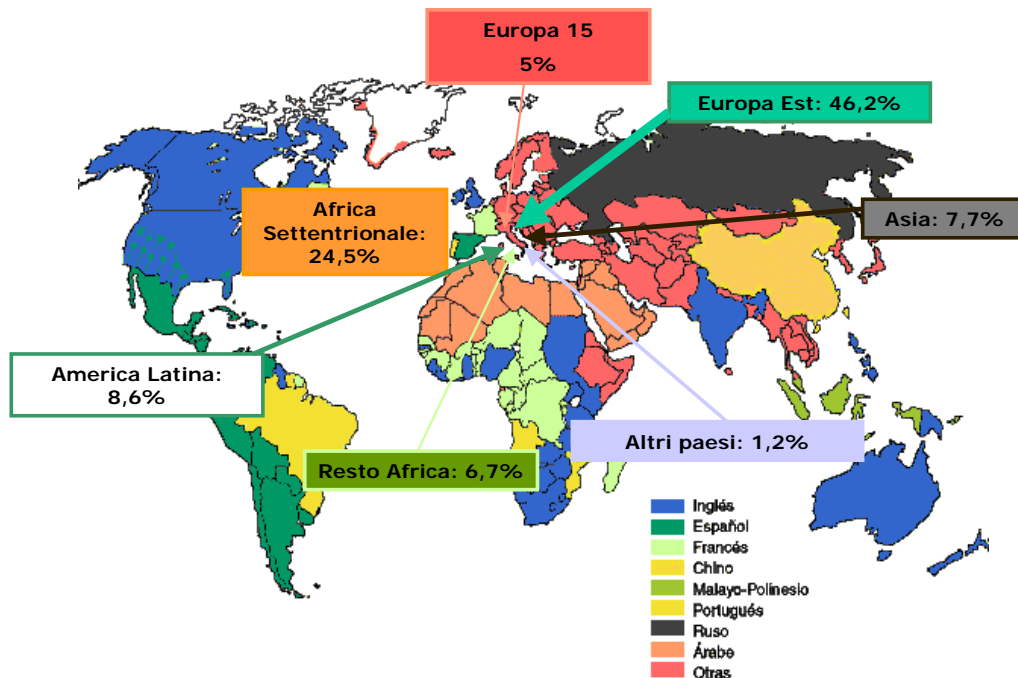 Europa 15
5%
Europa Est: 46,2%
Africa
Settentrionale:
24,5%
Asia: 7,7%
America Latina:
8,6%
Altri paesi: 1,2%
Resto Africa: 6,7%
Inglés
Español
Francés
Chino
Malayo-Polinesio
Portugués
Ruso
Árabe
Otras